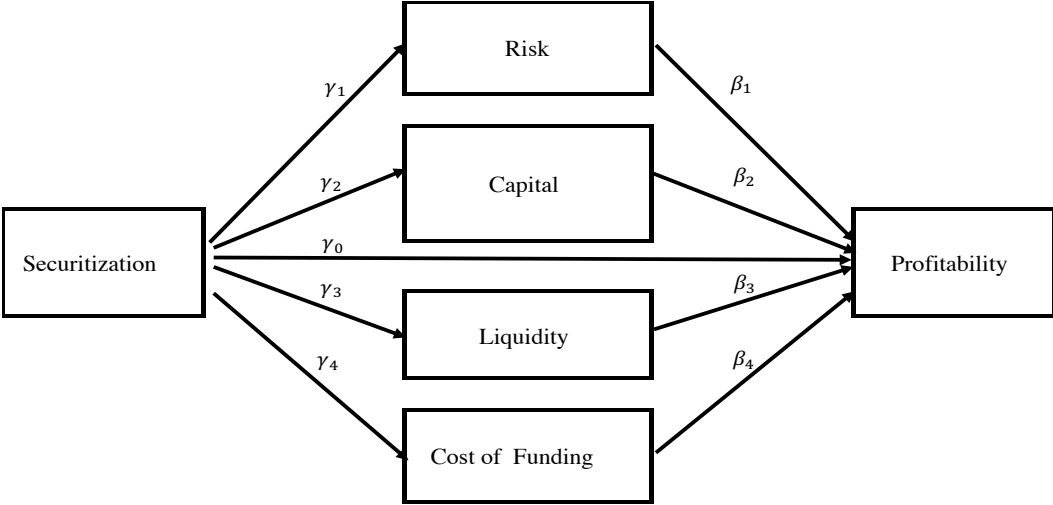 Risk
γ₁
β₁
Capital
γ₂
β₂
Securitization
γ₀
Profitability
γ₃
β₃
Liquidity
γ₄
β₄
Cost of  Funding